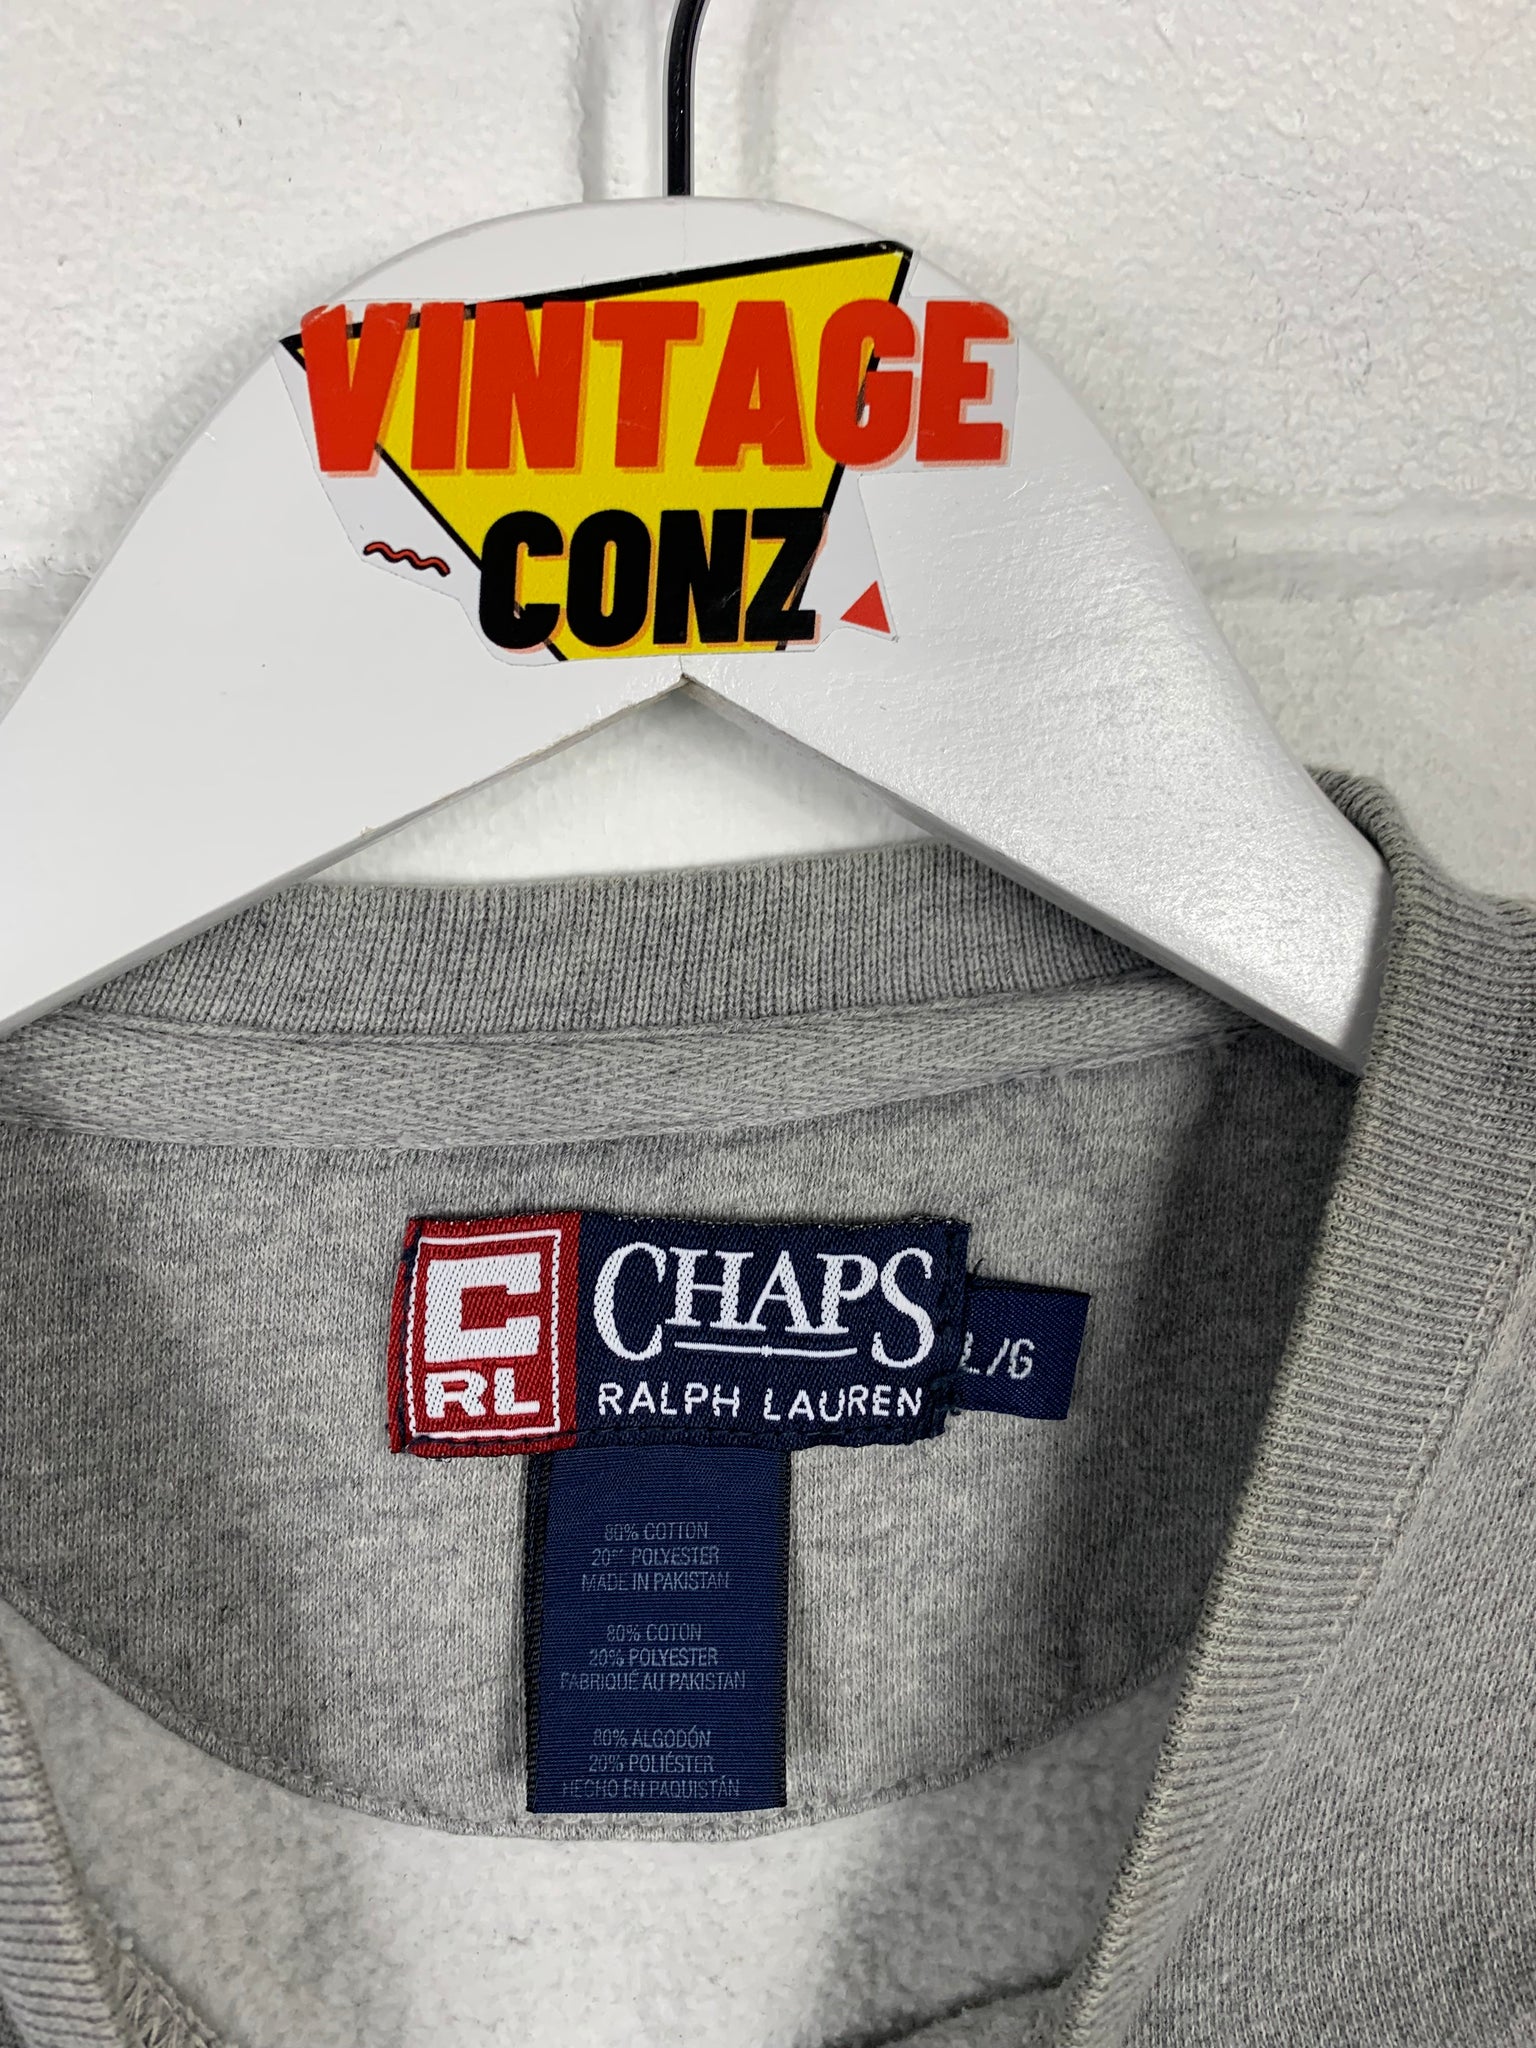 VINTAGE
CONZ
C
RL
CHAPS
RALPH LAUREN
L/G
80% COTTON
20% POLYESTER
MADE IN PAKISTAN
80% COTON
20% POLYESTER
FABRIQUÉ AU PAKISTAN
80% ALGODÓN
20% POLIÉSTER
HECHO EN PAQUISTÁN